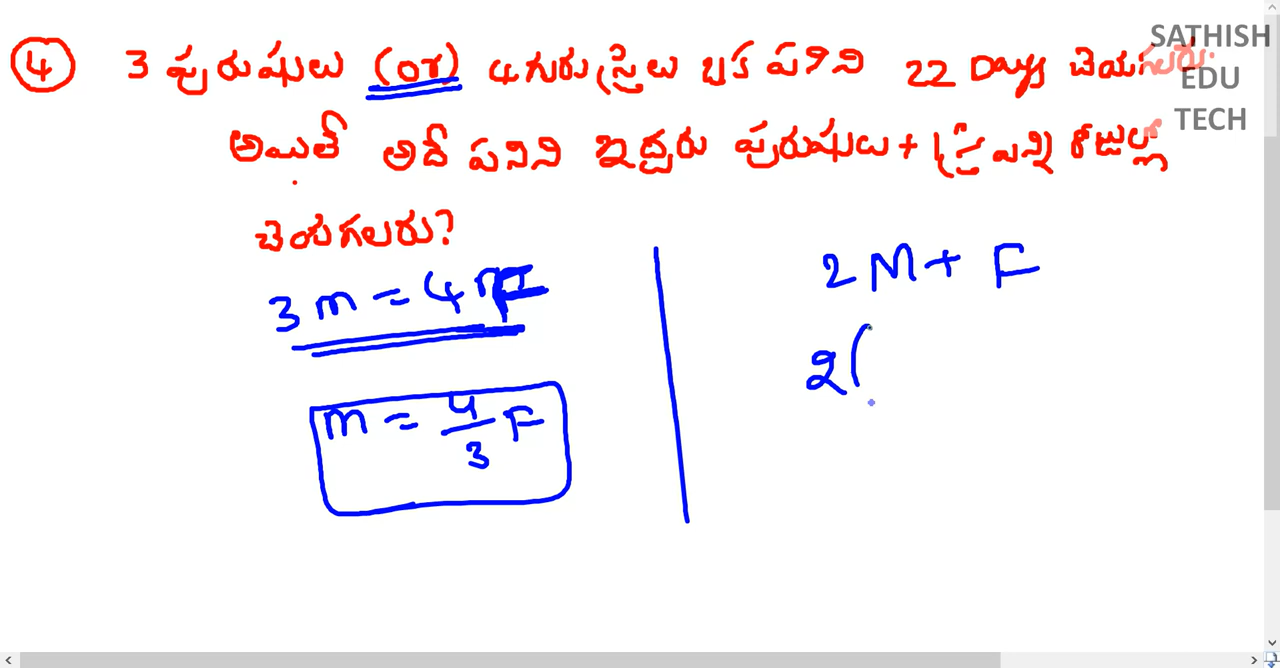 SATHISH
EDU
TECH
4 3 పురుషులు (or) 4గురు స్త్రీలు ఒక పనిని 22 Days చేయగలరు.
అయితే అదే పనిని ఇద్దరు పురుషులు + స్త్రీ ఎన్ని రోజుల్లో
చేయగలరు?
3m = 4F
m = 4/3 F
2M + F
2(